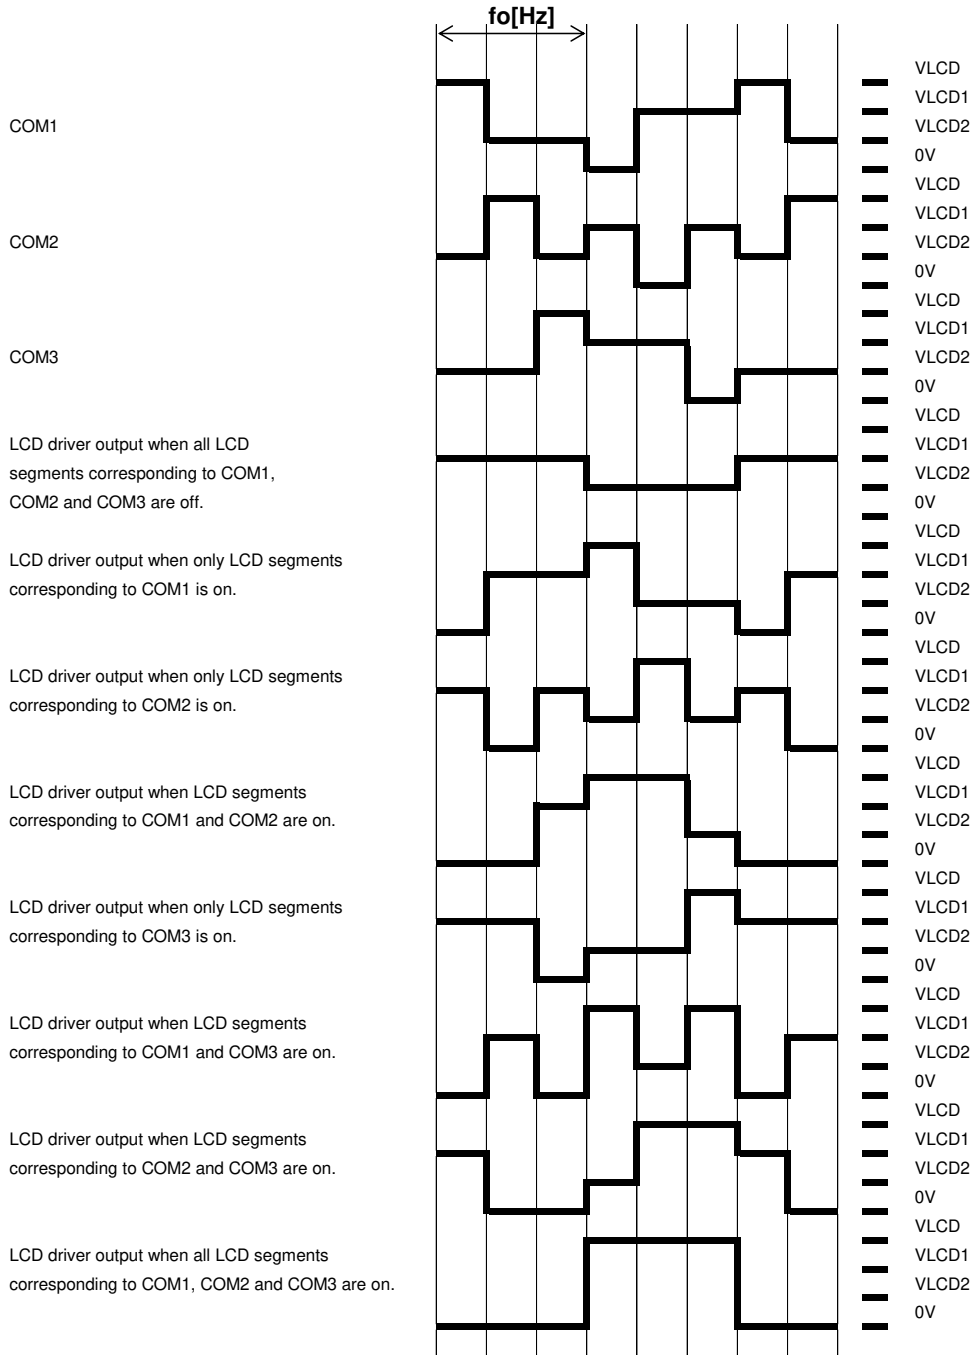 fo[Hz]
VLCD
VLCD1
COM1 VLCD2
0V
VLCD
VLCD1
COM2 VLCD2
0V
VLCD
VLCD1
COM3 VLCD2
0V
VLCD
LCD driver output when all LCD VLCD1
segments corresponding to COM1, VLCD2
COM2 and COM3 are off. 0V
VLCD
LCD driver output when only LCD segments VLCD1
corresponding to COM1 is on. VLCD2
0V
VLCD
LCD driver output when only LCD segments VLCD1
corresponding to COM2 is on. VLCD2
0V
VLCD
LCD driver output when LCD segments VLCD1
corresponding to COM1 and COM2 are on. VLCD2
0V
VLCD
LCD driver output when only LCD segments VLCD1
corresponding to COM3 is on. VLCD2
0V
VLCD
LCD driver output when LCD segments VLCD1
corresponding to COM1 and COM3 are on. VLCD2
0V
VLCD
LCD driver output when LCD segments VLCD1
corresponding to COM2 and COM3 are on. VLCD2
0V
VLCD
LCD driver output when all LCD segments VLCD1
corresponding to COM1, COM2 and COM3 are on. VLCD2
0V